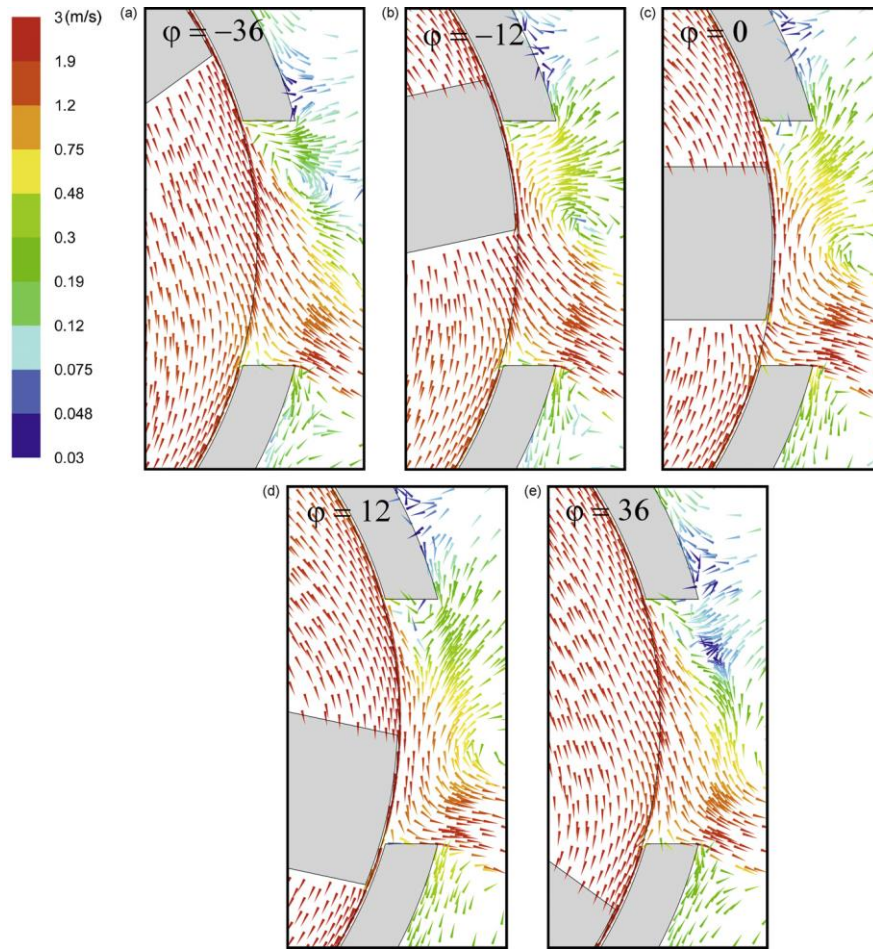 3 (m/s)
1.9
1.2
0.75
0.48
0.3
0.19
0.12
0.075
0.048
0.03
(a)
φ = −36
(b)
φ = −12
(c)
φ = 0
(d)
φ = 12
(e)
φ = 36